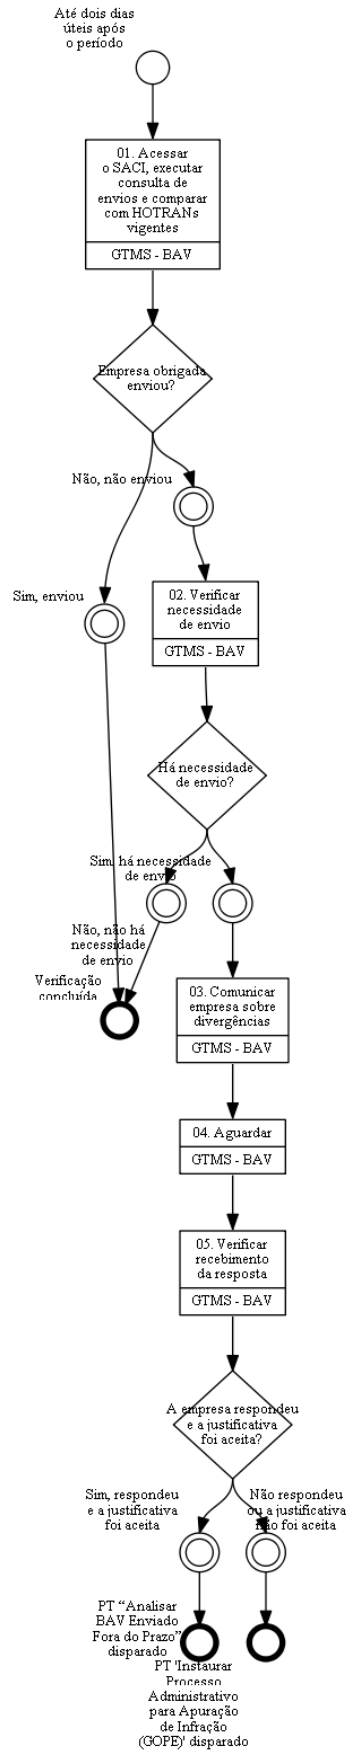 Até dois dias
úteis após
o período
01. Acessar
o SACI, executar
consulta de
envios e comparar
com HOTRANs
vigentes
GTMS - BAV
Empresa obrigada
enviou?
Não, não enviou
Sim, enviou
02. Verificar
necessidade
de envio
GTMS - BAV
Há necessidade
de envio?
Sim, há necessidade
de envio
Não, não há
necessidade
de envio
Verificação
concluída
03. Comunicar
empresa sobre
divergências
GTMS - BAV
04. Aguardar
GTMS - BAV
05. Verificar
recebimento
da resposta
GTMS - BAV
A empresa respondeu
e a justificativa
foi aceita?
Sim, respondeu
e a justificativa
foi aceita
Não respondeu
ou a justificativa
não foi aceita
PT “Analisar
BAV Enviado
Fora do Prazo”
disparado
PT 'Instaurar
Processo
Administrativo
para Apuração
de Infração
(GOPE)' disparado